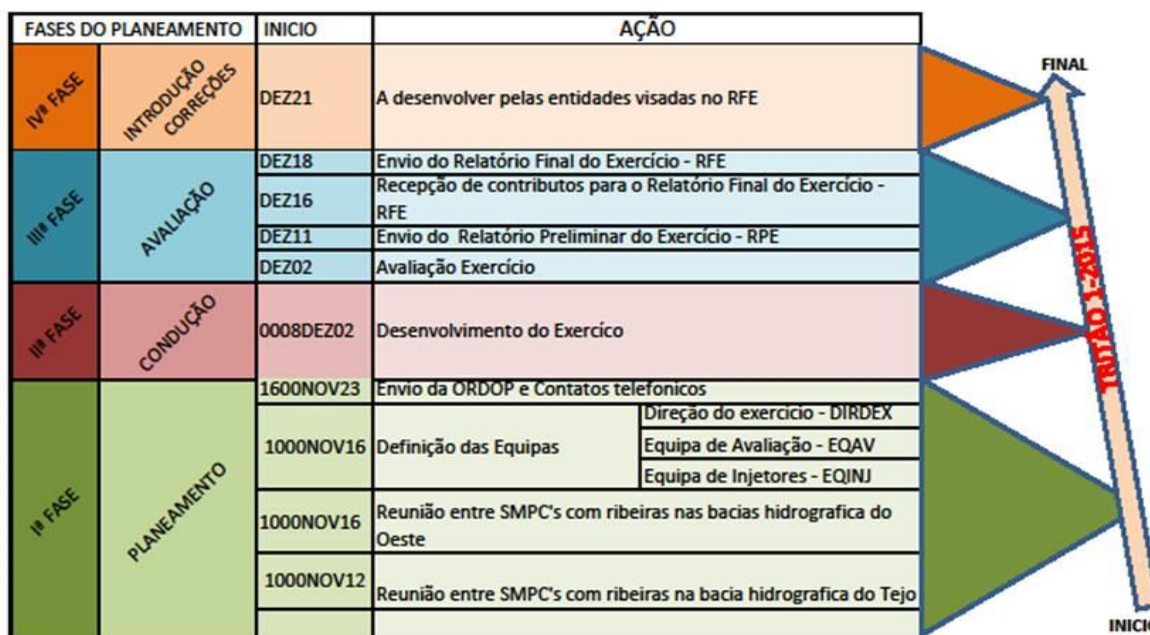 FASES DO PLANEAMENTO INICIO AÇÃO
IVª FASE
INTRODUÇÃO
CORREÇÕES
DEZ21 A desenvolver pelas entidades visadas no RFE
IIIª FASE
AVALIAÇÃO
DEZ18 Envio do Relatório Final do Exercício - RFE
DEZ16 Recepção de contributos para o Relatório Final do Exercício -
RFE
DEZ11 Envio do Relatório Preliminar do Exercício - RPE
DEZ02 Avaliação Exercício
IIª FASE
CONDUÇÃO
0008DEZ02 Desenvolvimento do Exercíco
Iª FASE
PLANEAMENTO
1600NOV23 Envio da ORDOP e Contatos telefonicos
1000NOV16 Definição das Equipas
Direção do exercicio - DIRDEX
Equipa de Avaliação - EQAV
Equipa de Injetores - EQINJ
1000NOV16 Reunião entre SMPC's com ribeiras nas bacias hidrografica do
Oeste
1000NOV12 Reunião entre SMPC's com ribeiras na bacia hidrografica do Tejo
FINAL
TRITAO 1-2015
INICIO